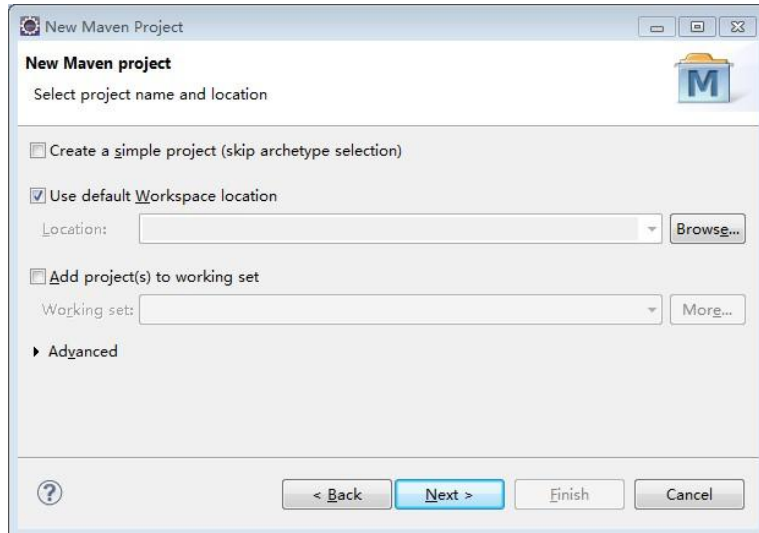 New Maven Project
New Maven project
Select project name and location
M
Create a simple project (skip archetype selection)
Use default Workspace location
Location:
Browse...
Add project(s) to working set
Working set:
More...
Advanced
?
< Back
Next >
Finish
Cancel